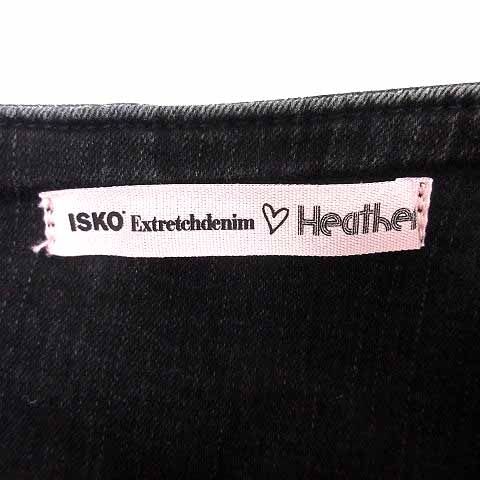 ISKO Extretchdenim ♡ Heather